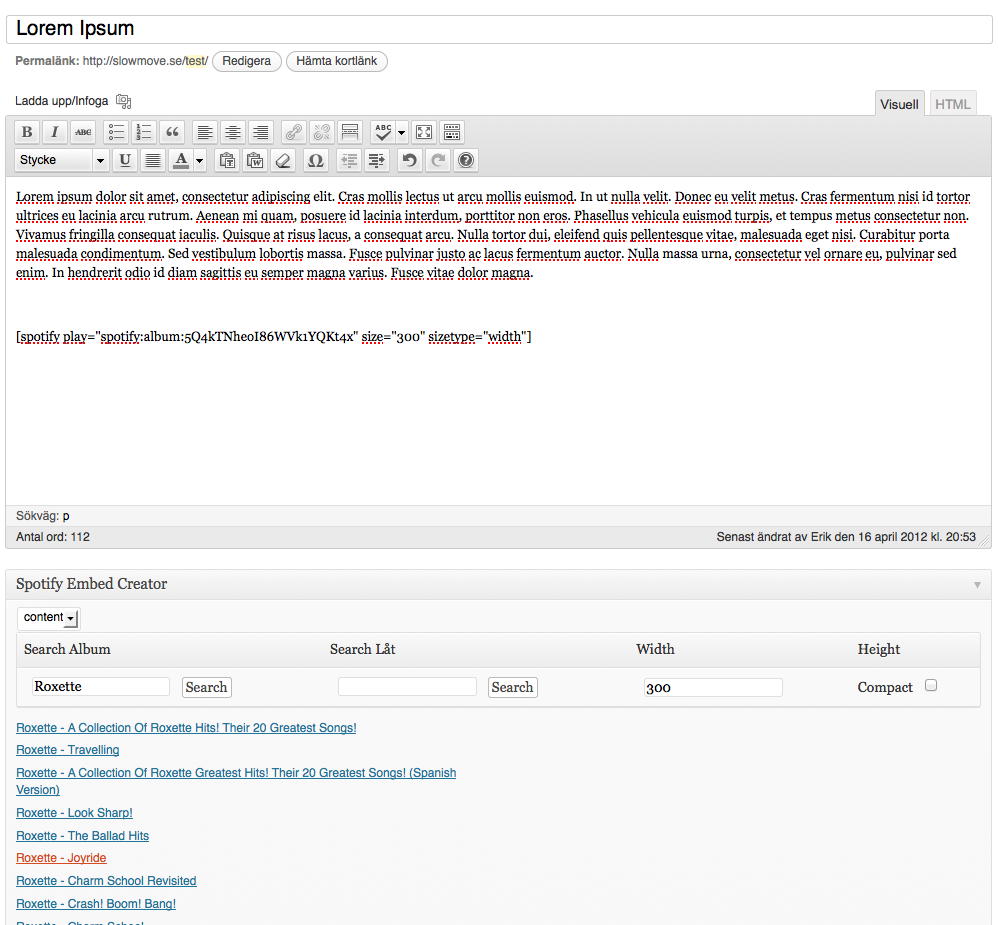 Lorem Ipsum
Permalänk: http://slowmove.se/test/ Redigera Hämta kortlänk
Ladda upp/Infoga
Visuell HTML
B I ABC ABC
Stycke U A T W Ω ?
Lorem ipsum dolor sit amet, consectetur adipiscing elit. Cras mollis lectus ut arcu mollis euismod. In ut nulla velit. Donec eu velit metus. Cras fermentum nisi id tortor
ultrices eu lacinia arcu rutrum. Aenean mi quam, posuere id lacinia interdum, porttitor non eros. Phasellus vehicula euismod turpis, et tempus metus consectetur non.
Vivamus fringilla consequat iaculis. Quisque at risus lacus, a consequat arcu. Nulla tortor dui, eleifend quis pellentesque vitae, malesuada eget nisi. Curabitur porta
malesuada condimentum. Sed vestibulum lobortis massa. Fusce pulvinar justo ac lacus fermentum auctor. Nulla massa urna, consectetur vel ornare eu, pulvinar sed
enim. In hendrerit odio id diam sagittis eu semper magna varius. Fusce vitae dolor magna.
[spotify play="spotify:album:5Q4kTNheoI86WVk1YQKt4x" size="300" sizetype="width"]
Sökväg: p
Antal ord: 112 Senast ändrat av Erik den 16 april 2012 kl. 20:53
Spotify Embed Creator
content
Search Album Search Låt Width Height
Roxette Search Search 300 Compact
Roxette - A Collection Of Roxette Hits! Their 20 Greatest Songs!
Roxette - Travelling
Roxette - A Collection Of Roxette Greatest Hits! Their 20 Greatest Songs! (Spanish
Version)
Roxette - Look Sharp!
Roxette - The Ballad Hits
Roxette - Joyride
Roxette - Charm School Revisited
Roxette - Crash! Boom! Bang!
Roxette - Charm School